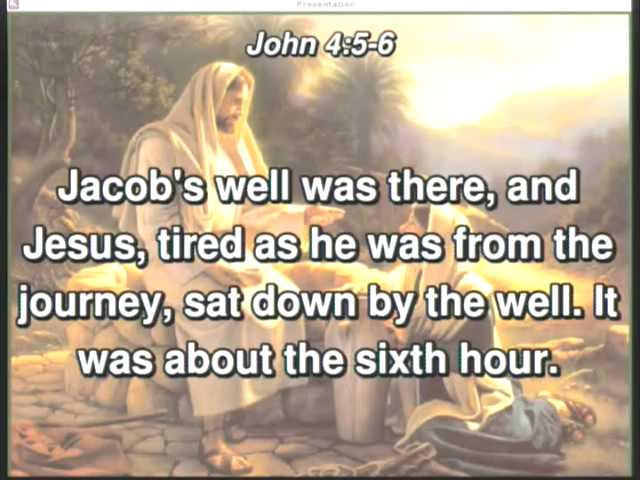 Presentation
John 4:5-6
Jacob's well was there, and
Jesus, tired as he was from the
journey, sat down by the well. It
was about the sixth hour.